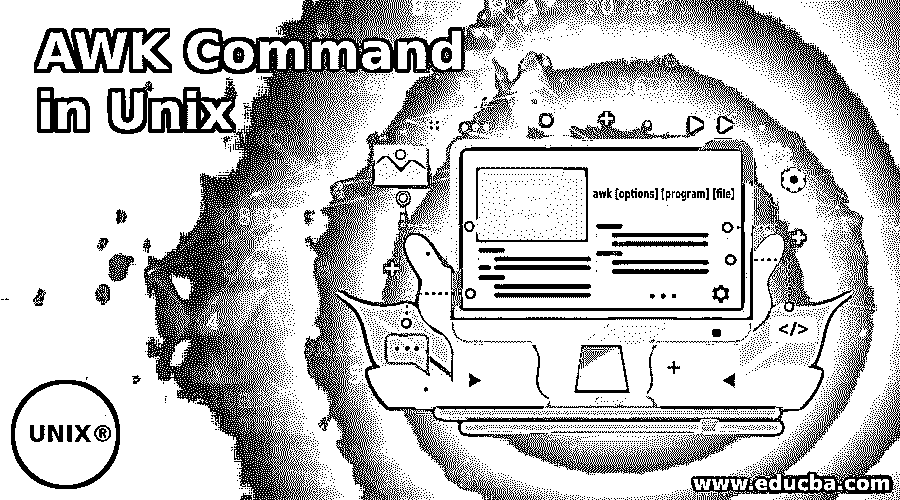 AWK Command
in Unix
awk [options] [program] [file]
</>
UNIX®
www.educba.com